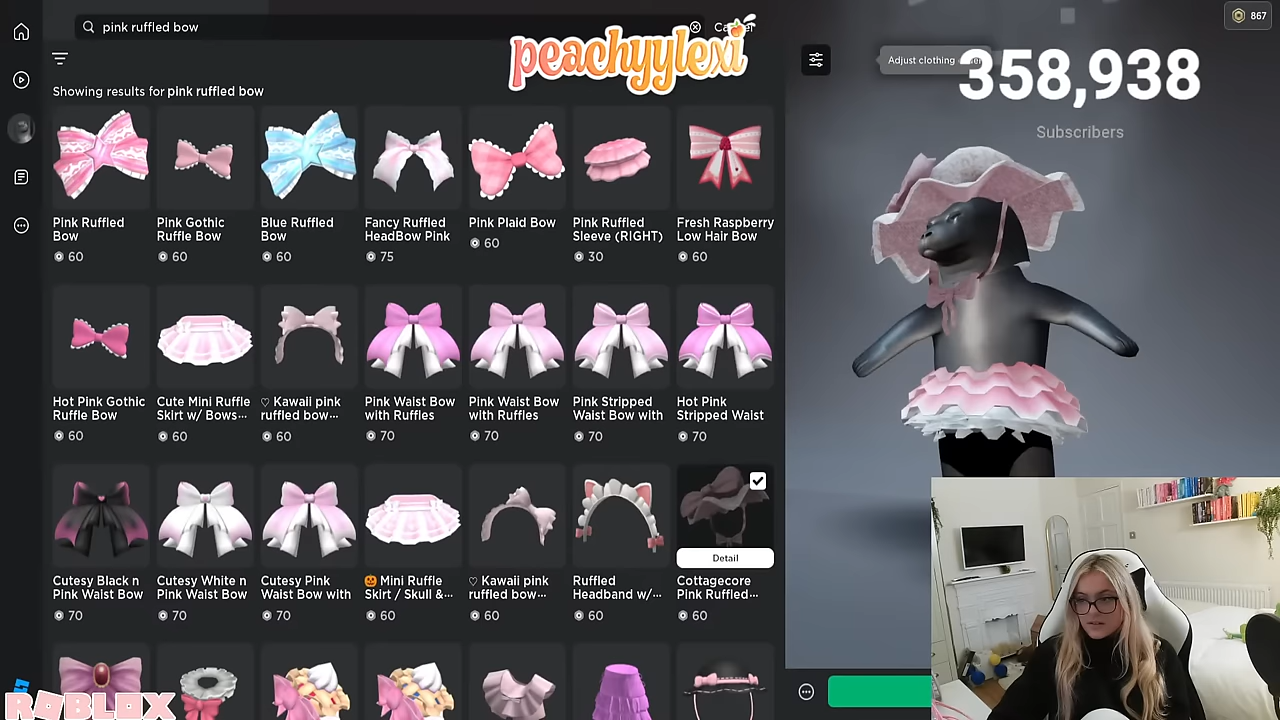 pink ruffled bow
peachyylexi
867
Showing results for pink ruffled bow
Adjust clothing
358,938
Subscribers
Pink Ruffled
Bow
60
Pink Gothic
Ruffle Bow
60
Blue Ruffled
Bow
60
Fancy Ruffled
HeadBow Pink
75
Pink Plaid Bow
60
Pink Ruffled
Sleeve (RIGHT)
30
Fresh Raspberry
Low Hair Bow
60
Hot Pink Gothic
Ruffle Bow
60
Cute Mini Ruffle
Skirt w/ Bows...
60
♡ Kawaii pink
ruffled bow...
60
Pink Waist Bow
with Ruffles
70
Pink Waist Bow
with Ruffles
70
Pink Stripped
Waist Bow with
70
Hot Pink
Stripped Waist
70
Cutesy Black n
Pink Waist Bow
70
Cutesy White n
Pink Waist Bow
70
Cutesy Pink
Waist Bow with
70
🎃 Mini Ruffle
Skirt / Skull &...
60
♡ Kawaii pink
ruffled bow...
60
Ruffled
Headband w/...
60
Detail
Cottagecore
Pink Ruffled...
60
ROBLOX